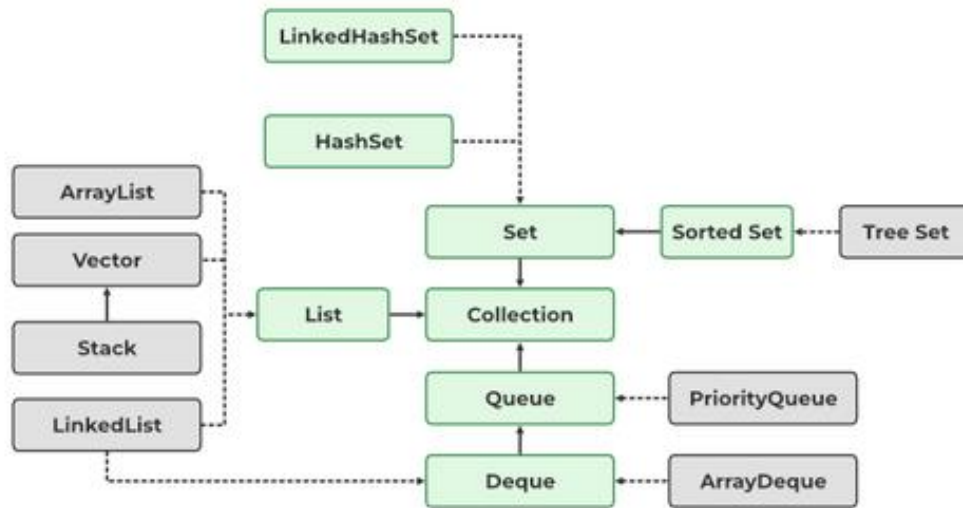 LinkedHashSet
HashSet
ArrayList
Vector
Stack
LinkedList
List
Set
Sorted Set
Tree Set
Collection
Queue
PriorityQueue
Deque
ArrayDeque